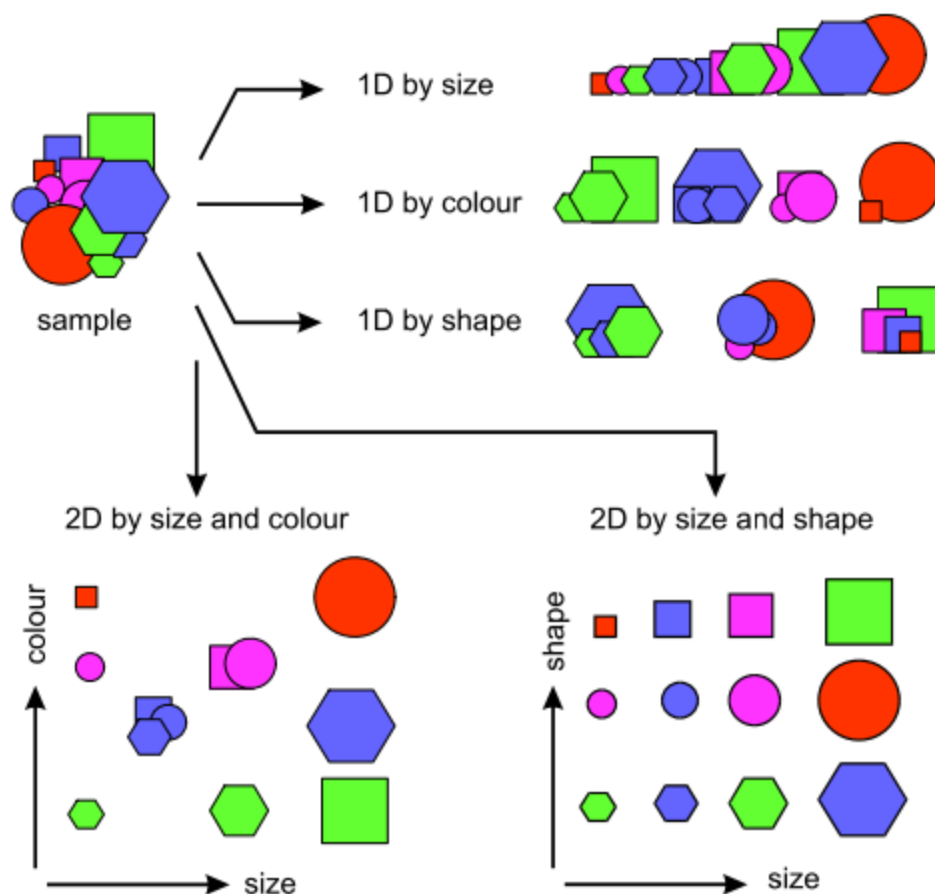 1D by size
1D by colour
sample
1D by shape
2D by size and colour
2D by size and shape
colour
shape
size
size